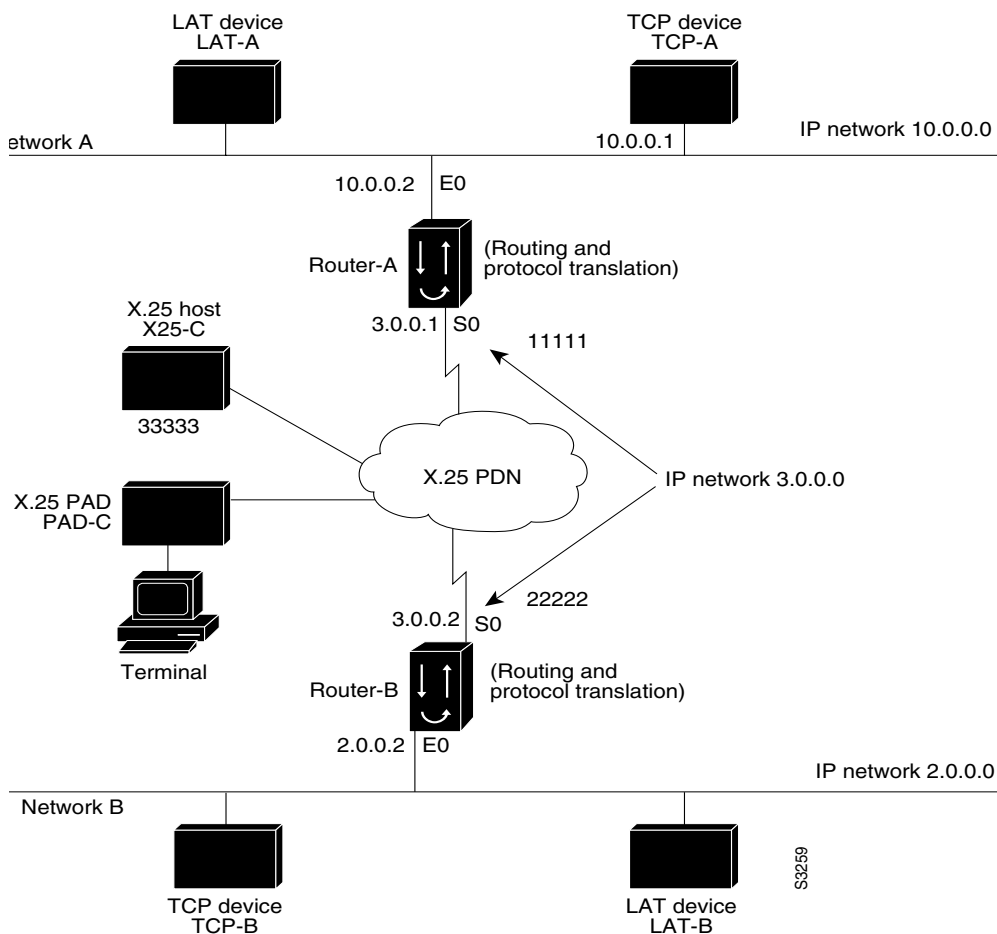 LAT device
LAT-A
TCP device
TCP-A
etwork A
10.0.0.1
IP network 10.0.0.0
10.0.0.2
E0
Router-A
(Routing and
protocol translation)
X.25 host
X25-C
3.0.0.1
S0
11111
33333
X.25 PDN
IP network 3.0.0.0
X.25 PAD
PAD-C
22222
3.0.0.2
S0
Terminal
Router-B
(Routing and
protocol translation)
2.0.0.2
E0
IP network 2.0.0.0
Network B
S3259
TCP device
TCP-B
LAT device
LAT-B